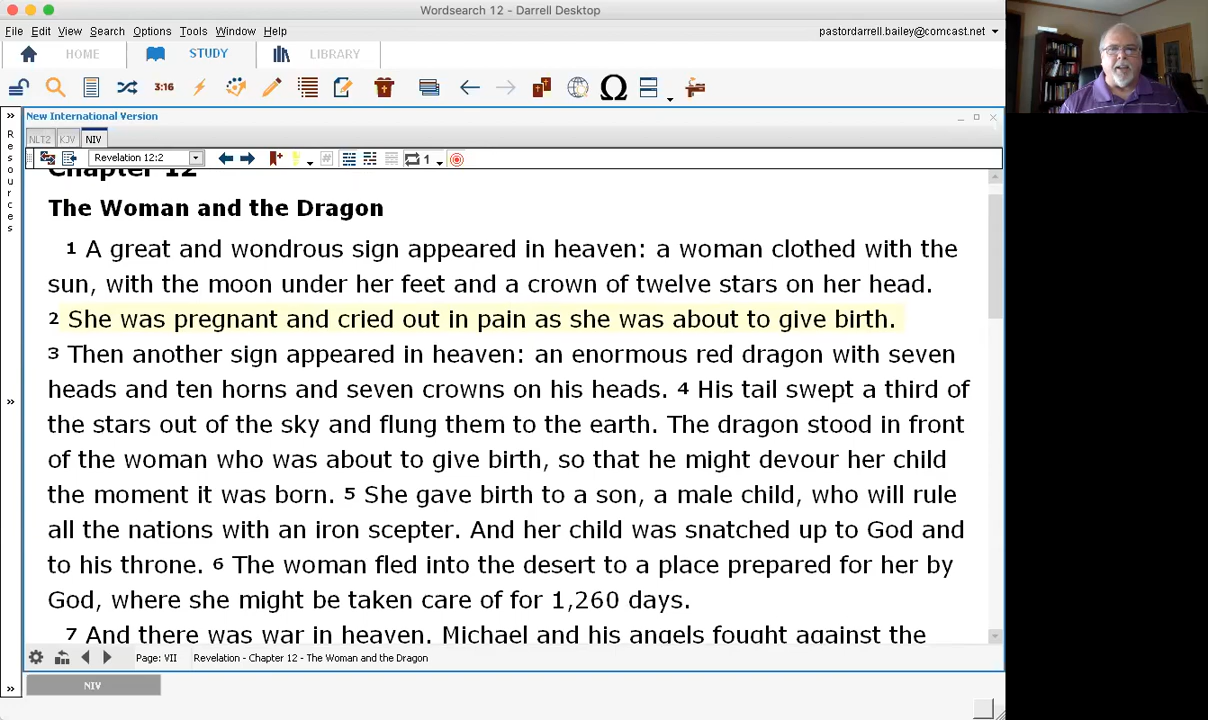 Wordsearch 12 - Darrell Desktop
File Edit View Search Options Tools Window Help
pastordarrell.bailey@comcast.net
HOME STUDY LIBRARY
3:16
New International Version
NLT2 KJV NIV
Revelation 12:2
# 1
Resources
Chapter 12
The Woman and the Dragon
1 A great and wondrous sign appeared in heaven: a woman clothed with the
sun, with the moon under her feet and a crown of twelve stars on her head.
2 She was pregnant and cried out in pain as she was about to give birth.
3 Then another sign appeared in heaven: an enormous red dragon with seven
heads and ten horns and seven crowns on his heads. 4 His tail swept a third of
the stars out of the sky and flung them to the earth. The dragon stood in front
of the woman who was about to give birth, so that he might devour her child
the moment it was born. 5 She gave birth to a son, a male child, who will rule
all the nations with an iron scepter. And her child was snatched up to God and
to his throne. 6 The woman fled into the desert to a place prepared for her by
God, where she might be taken care of for 1,260 days.
7 And there was war in heaven. Michael and his angels fought against the
Page: VII Revelation - Chapter 12 - The Woman and the Dragon
NIV